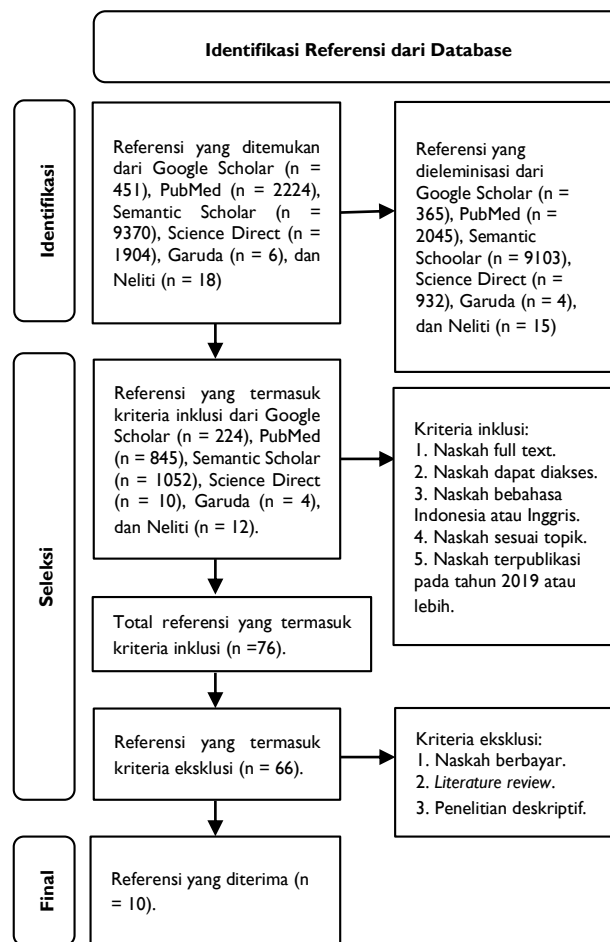 Identifikasi Referensi dari Database
Identifikasi
Referensi yang ditemukan
dari Google Scholar (n =
451), PubMed (n = 2224),
Semantic Scholar (n =
9370), Science Direct (n =
1904), Garuda (n = 6), dan
Neliti (n = 18)
Referensi yang
dieleminisasi dari
Google Scholar (n =
365), PubMed (n =
2045), Semantic
Schoolar (n = 9103),
Science Direct (n =
932), Garuda (n = 4),
dan Neliti (n = 15)
Seleksi
Referensi yang termasuk
kriteria inklusi dari Google
Scholar (n = 224), PubMed
(n = 845), Semantic Scholar
(n = 1052), Science Direct
(n = 10), Garuda (n = 4),
dan Neliti (n = 12).
Kriteria inklusi:
1. Naskah full text.
2. Naskah dapat diakses.
3. Naskah bebahasa
Indonesia atau Inggris.
4. Naskah sesuai topik.
5. Naskah terpublikasi
pada tahun 2019 atau
lebih.
Total referensi yang termasuk
kriteria inklusi (n =76).
Referensi yang termasuk
kriteria eksklusi (n = 66).
Kriteria eksklusi:
1. Naskah berbayar.
2. Literature review.
3. Penelitian deskriptif.
Final
Referensi yang diterima (n
= 10).